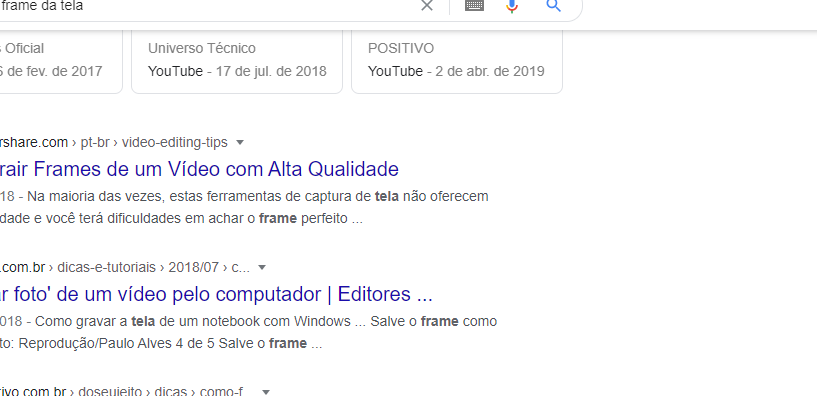 frame da tela
Oficial
Universo Técnico
POSITIVO
de fev. de 2017
YouTube - 17 de jul. de 2018
YouTube - 2 de abr. de 2019
rshare.com › pt-br › video-editing-tips
rair Frames de um Vídeo com Alta Qualidade
18 - Na maioria das vezes, estas ferramentas de captura de tela não oferecem
dade e você terá dificuldades em achar o frame perfeito ...
.com.br › dicas-e-tutoriais › 2018/07 › c...
ar foto' de um vídeo pelo computador | Editores ...
018 - Como gravar a tela de um notebook com Windows ... Salve o frame como
to: Reprodução/Paulo Alves 4 de 5 Salve o frame ...
tivo.com.br › doseujeito › dicas › como-f...